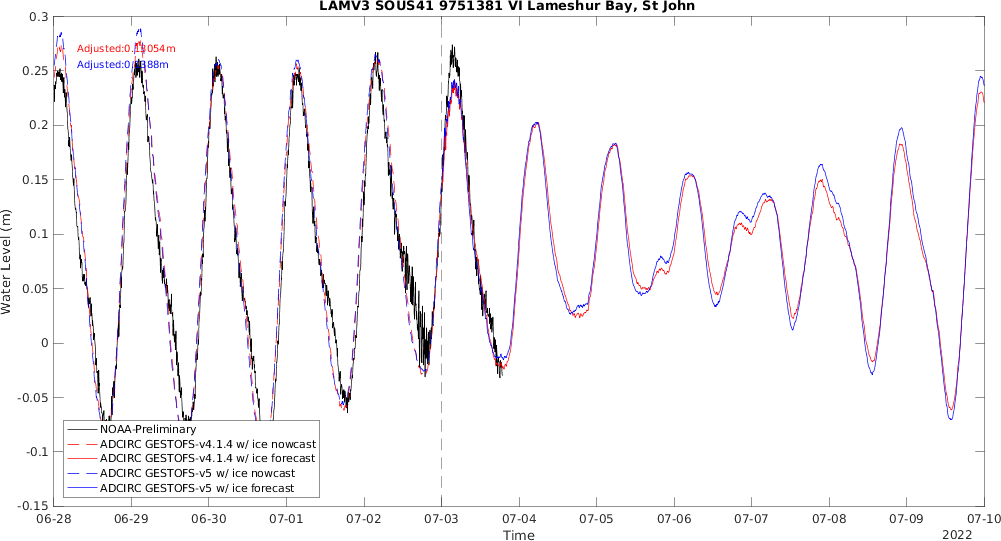 LAMV3 SOUS41 9751381 VI Lameshur Bay, St John
0.3
0.25
0.2
0.15
0.1
0.05
0
-0.05
-0.1
-0.15
Water Level (m)
NOAA-Preliminary
ADCIRC GESTOFS-v4.1.4 w/ ice nowcast
ADCIRC GESTOFS-v4.1.4 w/ ice forecast
ADCIRC GESTOFS-v5 w/ ice nowcast
ADCIRC GESTOFS-v5 w/ ice forecast
06-28 06-29 06-30 07-01 07-02 07-03 07-04 07-05 07-06 07-07 07-08 07-09 07-10
Time
2022